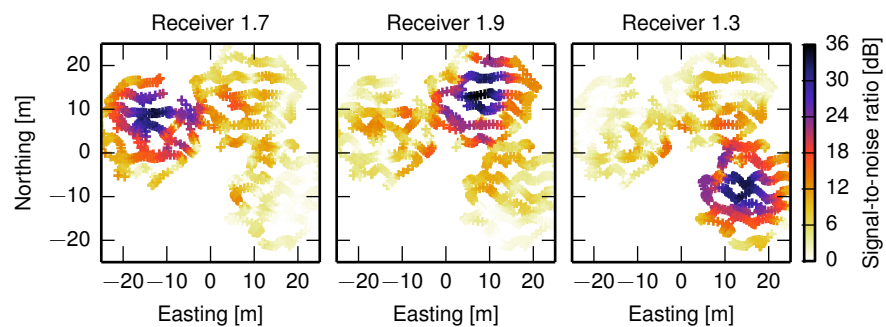 Receiver 1.7
Receiver 1.9
Receiver 1.3
Northing [m]
20
10
0
−10
−20
−20 −10 0 10 20
−20 −10 0 10 20
−20 −10 0 10 20
Easting [m]
Easting [m]
Easting [m]
36
30
24
18
12
6
0
Signal-to-noise ratio [dB]